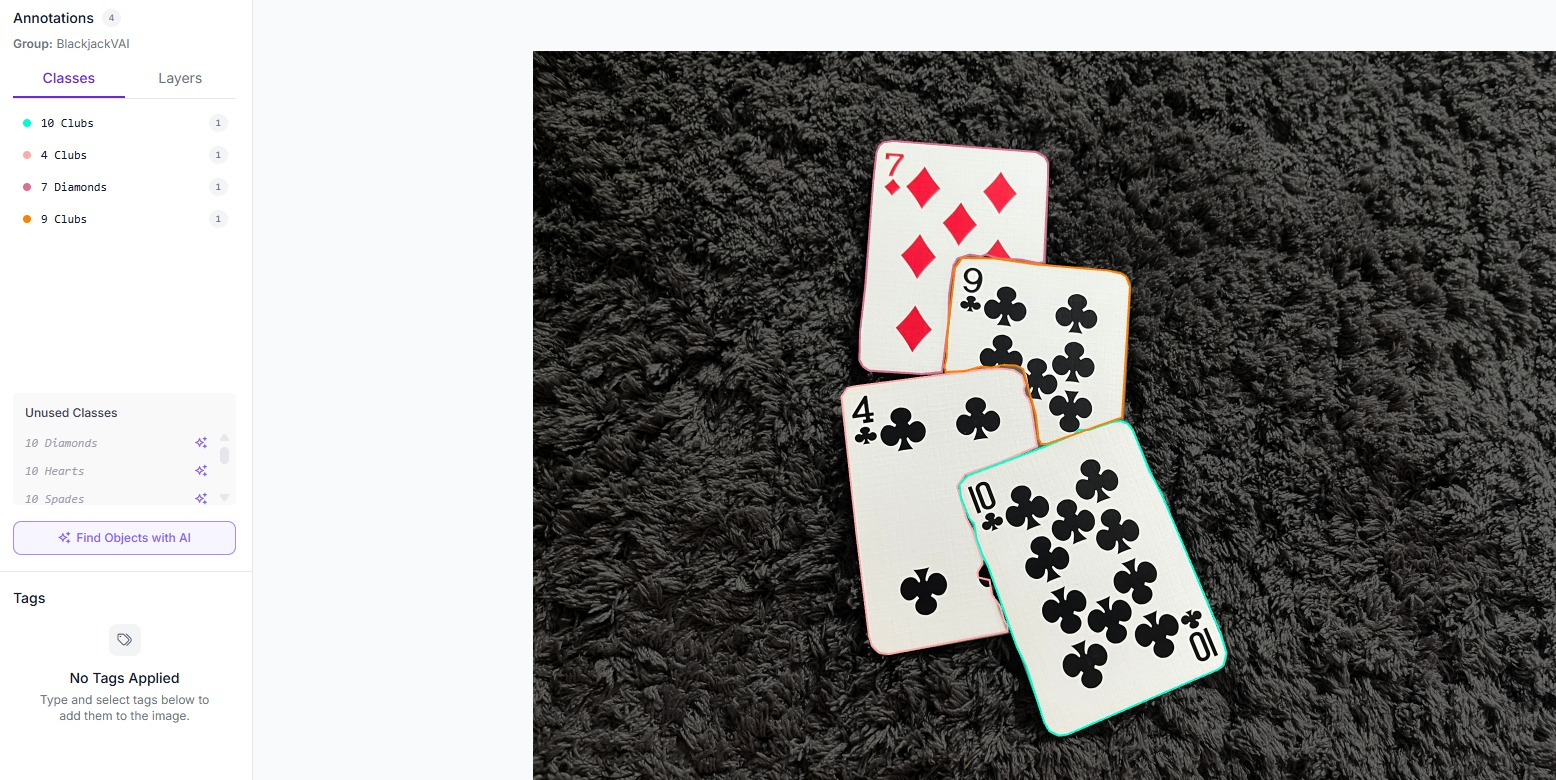 Annotations 4
Group: BlackjackVAI
Classes Layers
10 Clubs 1
4 Clubs 1
7 Diamonds 1
9 Clubs 1
Unused Classes
10 Diamonds
10 Hearts
10 Spades
Find Objects with AI
Tags
No Tags Applied
Type and select tags below to
add them to the image.
7
9
4
10
10